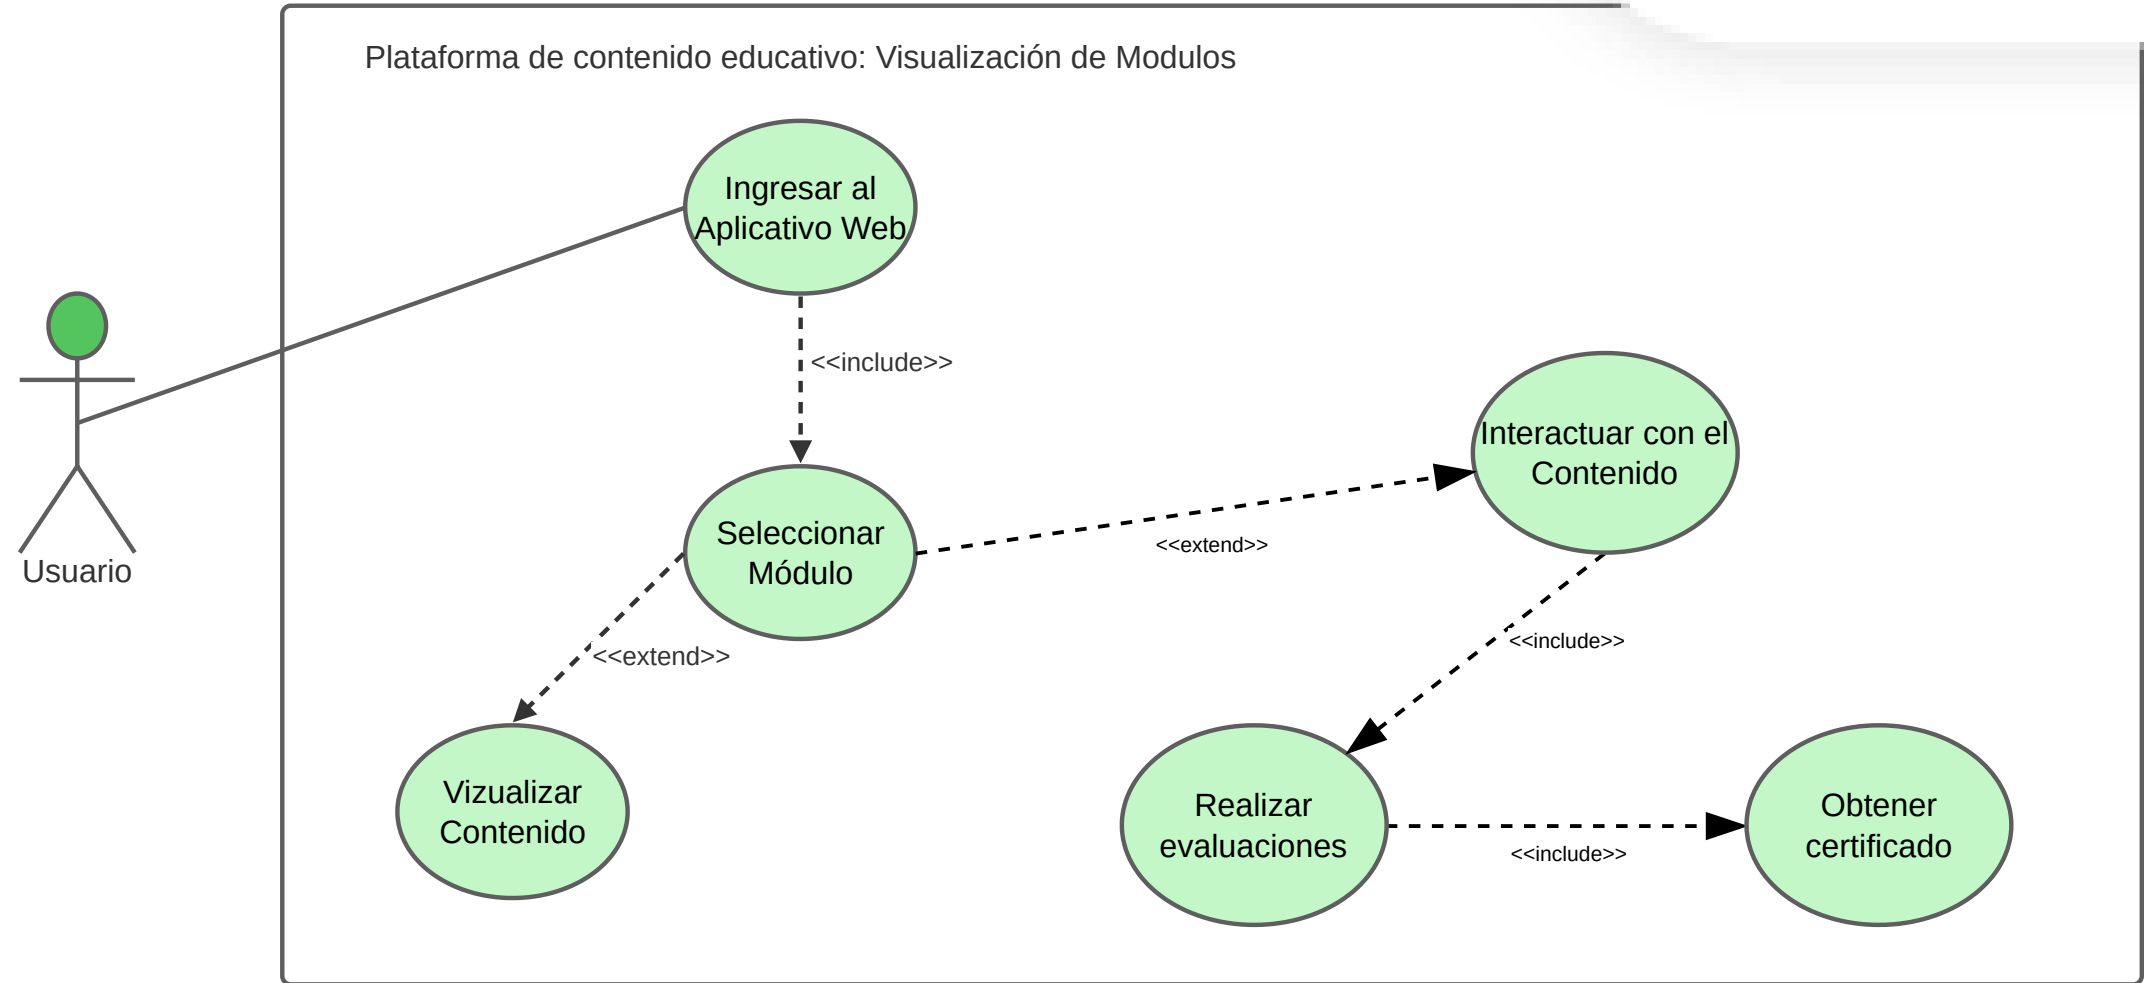 Plataforma de contenido educativo: Visualización de Modulos
Ingresar al
Aplicativo Web
<<include>>
Usuario
Seleccionar
Módulo
<<extend>>
Interactuar con el
Contenido
<<extend>>
<<include>>
Vizualizar
Contenido
Realizar
evaluaciones
<<include>>
Obtener
certificado